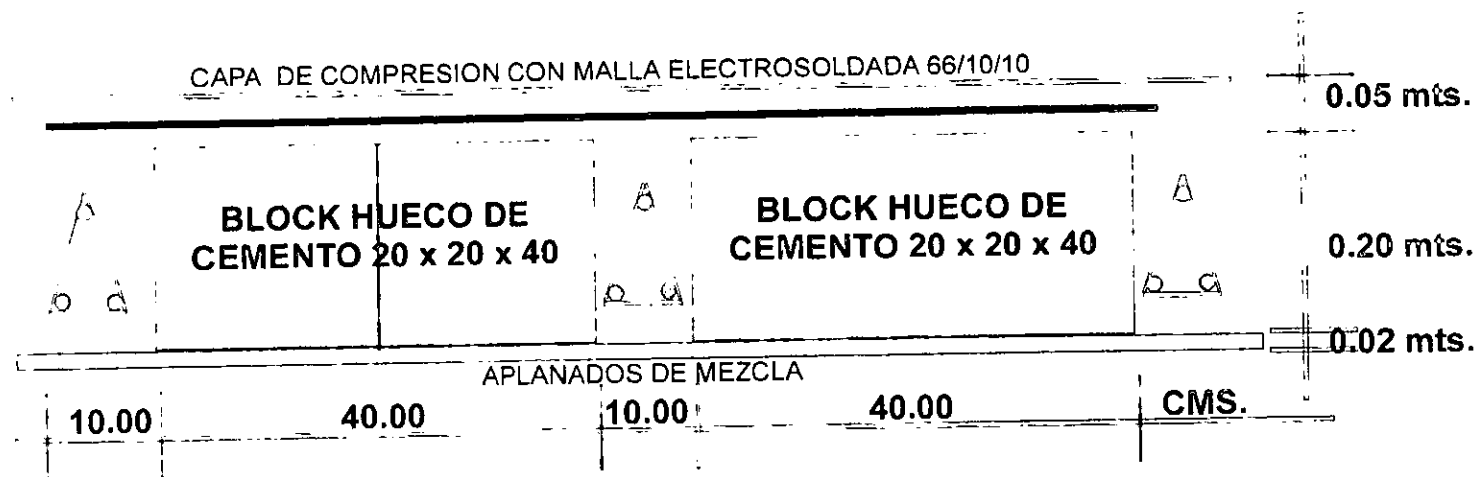 CAPA DE COMPRESION CON MALLA ELECTROSOLDADA 66/10/10
0.05 mts.
BLOCK HUECO DE
CEMENTO 20 x 20 x 40
BLOCK HUECO DE
CEMENTO 20 x 20 x 40
0.20 mts.
0.02 mts.
APLANADOS DE MEZCLA
10.00
40.00
10.00
40.00
CMS.